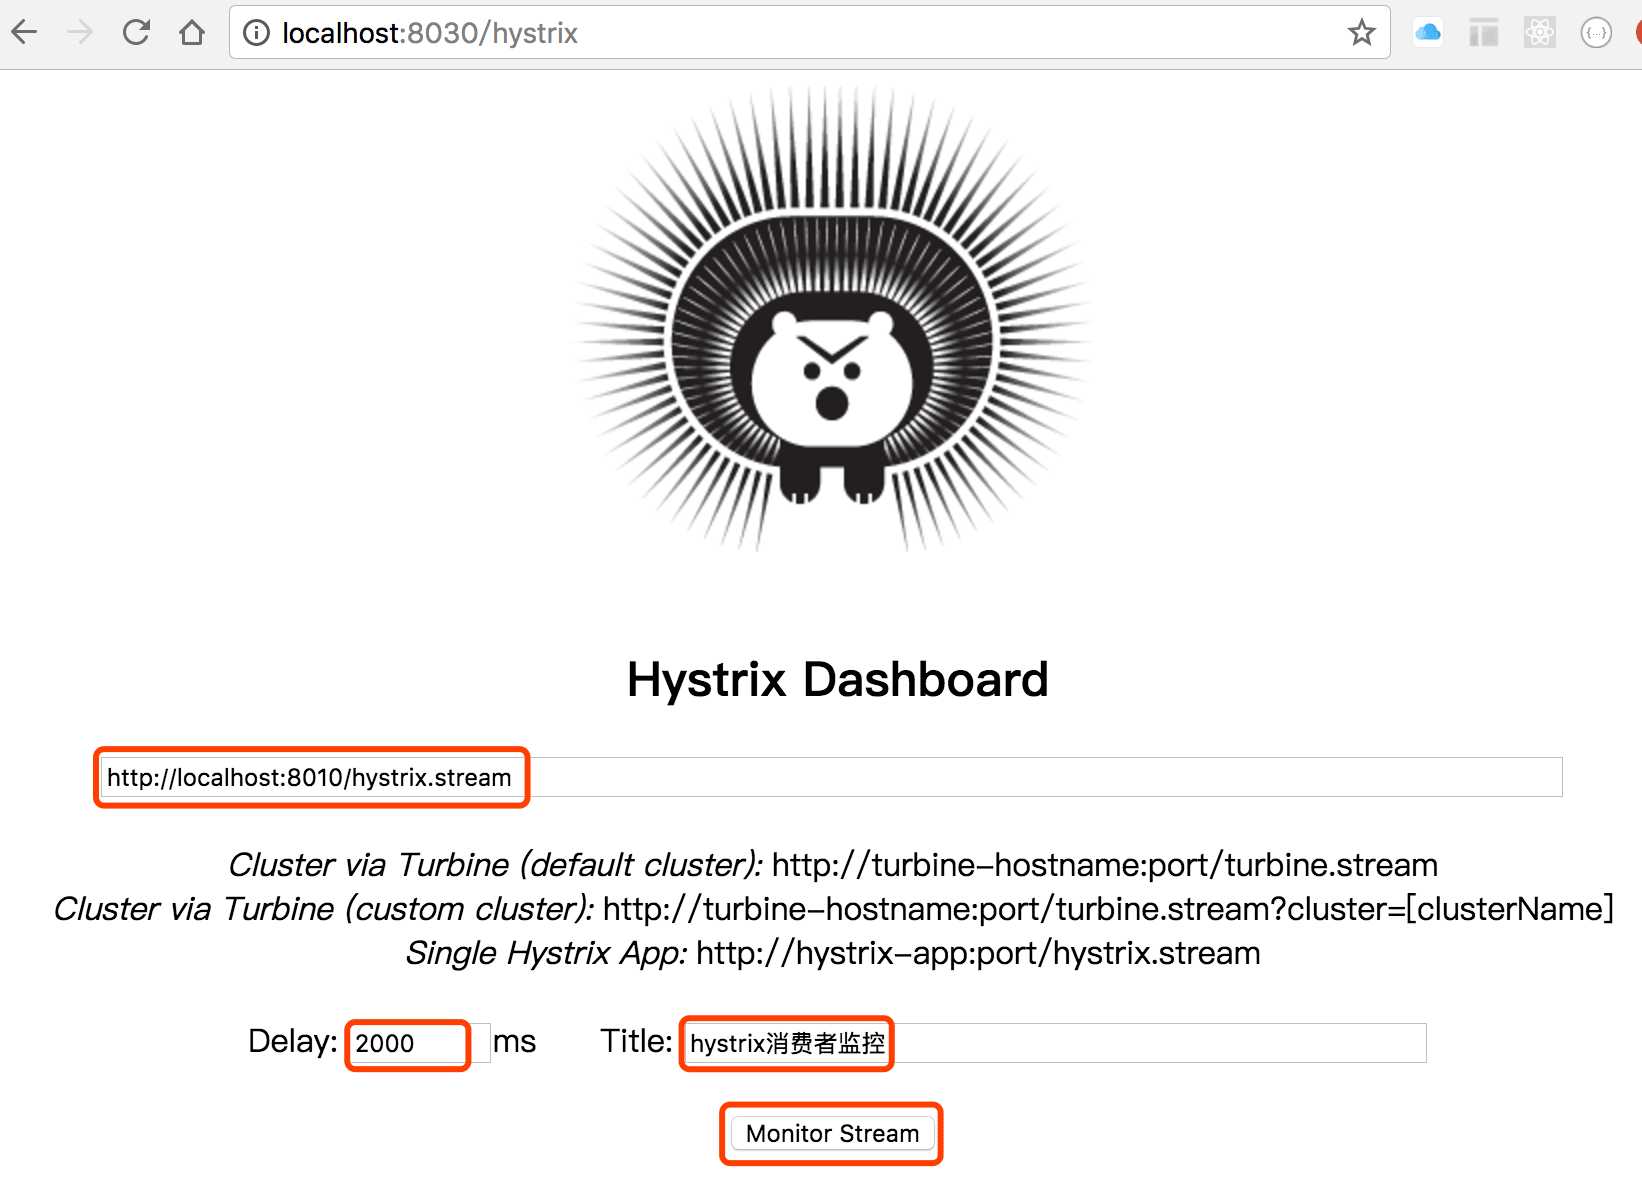 localhost:8030/hystrix
{...}
Hystrix Dashboard
http://localhost:8010/hystrix.stream
Cluster via Turbine (default cluster): http://turbine-hostname:port/turbine.stream
Cluster via Turbine (custom cluster): http://turbine-hostname:port/turbine.stream?cluster=[clusterName]
Single Hystrix App: http://hystrix-app:port/hystrix.stream
Delay: 2000 ms Title: hystrix消费者监控
Monitor Stream